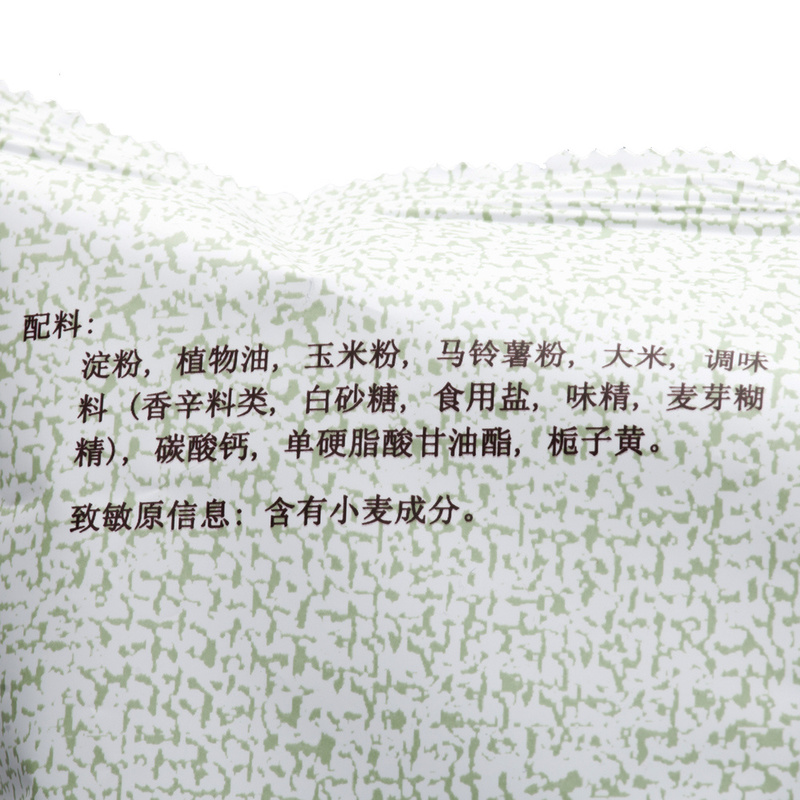 配料：
淀粉，植物油，玉米粉，马铃薯粉，大米，调味
料（香辛料类，白砂糖，食用盐，味精，麦芽糊
精），碳酸钙，单硬脂酸甘油酯，栀子黄。
致敏原信息：含有小麦成分。